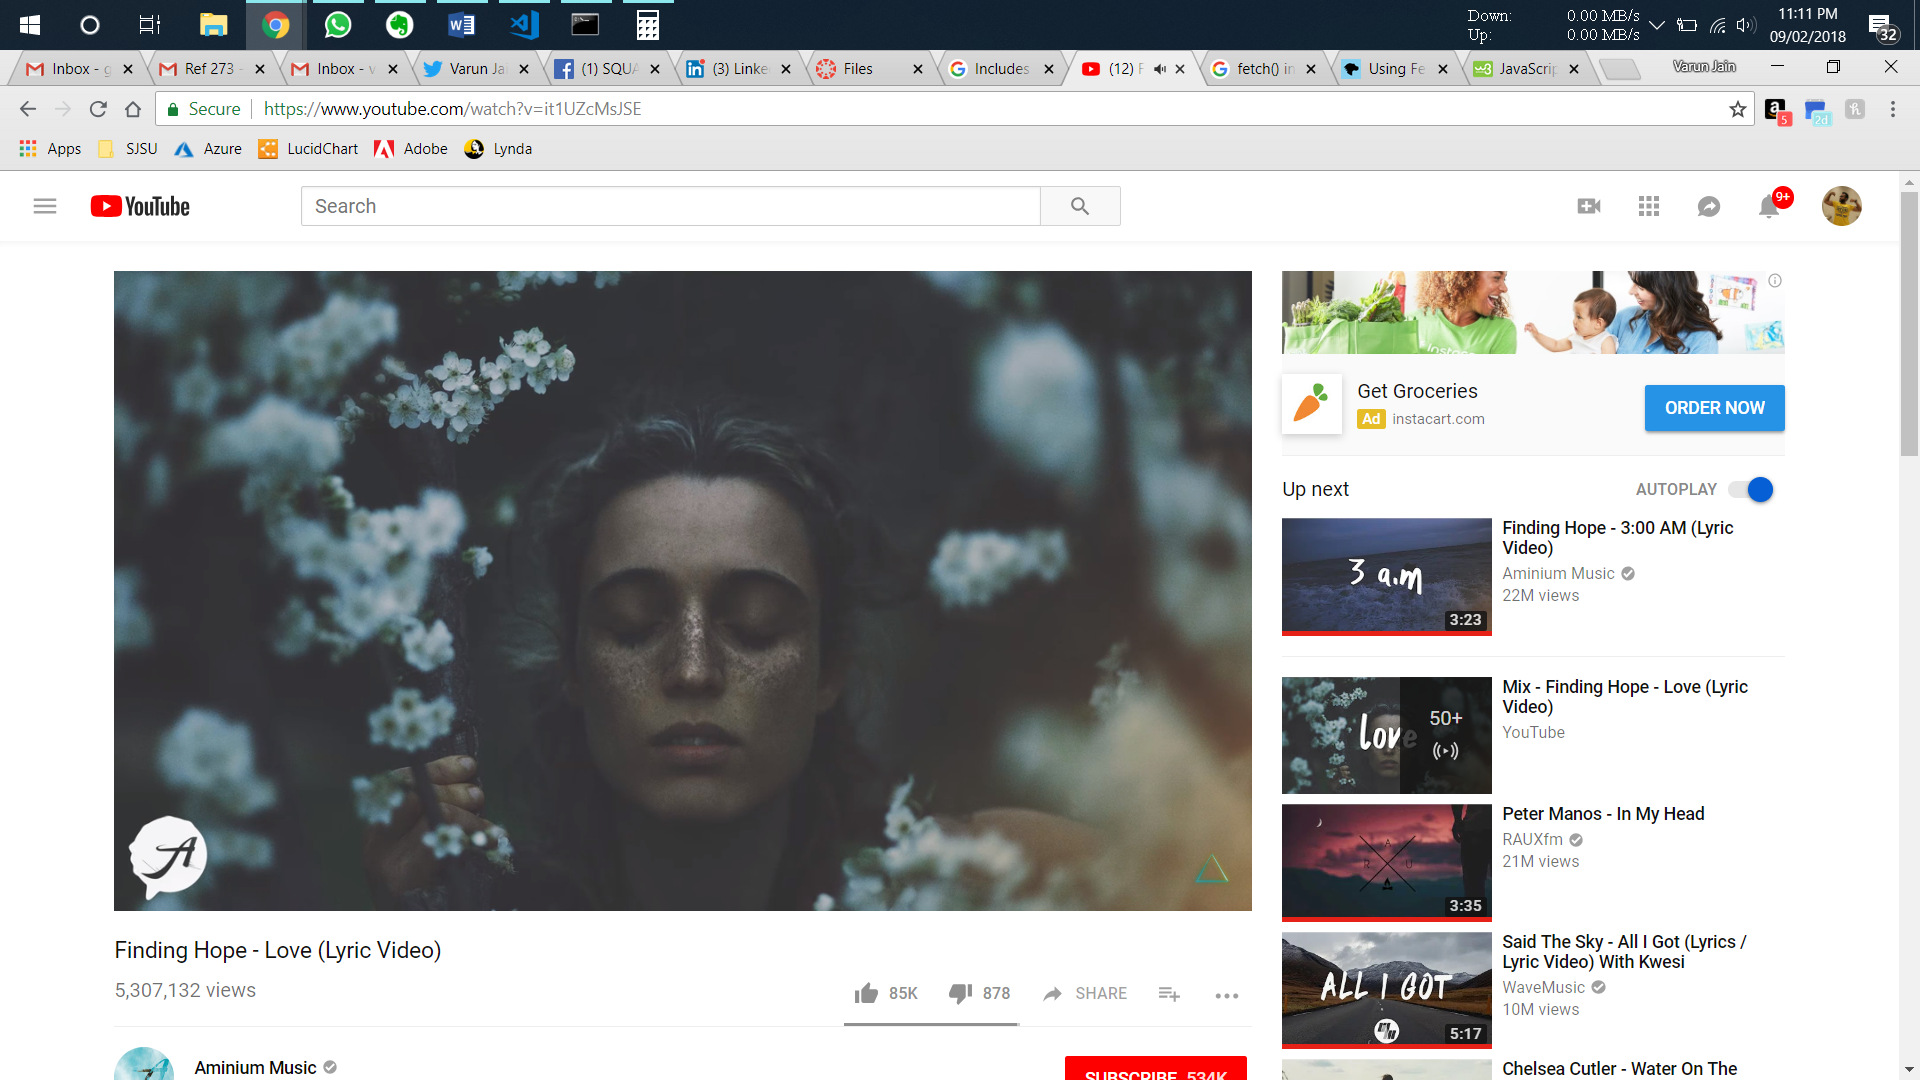 Down: 0.00 MB/s
Up: 0.00 MB/s
11:11 PM
09/02/2018
32
Inbox - g
Ref 273 -
Inbox - v
Varun Jai
(1) SQUA
(3) Linke
Files
Includes
(12) F
fetch() in
Using Fe
JavaScrip
Varun Jain
Secure
https://www.youtube.com/watch?v=it1UZcMsJSE
5
2d
Apps
SJSU
Azure
LucidChart
Adobe
Lynda
YouTube
Search
9+
Get Groceries
Ad instacart.com
ORDER NOW
Up next
AUTOPLAY
3 a.m
3:23
Finding Hope - 3:00 AM (Lyric
Video)
Aminium Music
22M views
Love
50+
Mix - Finding Hope - Love (Lyric
Video)
YouTube
R A U
3:35
Peter Manos - In My Head
RAUXfm
21M views
ALL I GOT
5:17
Said The Sky - All I Got (Lyrics /
Lyric Video) With Kwesi
WaveMusic
10M views
Chelsea Cutler - Water On The
A
Finding Hope - Love (Lyric Video)
5,307,132 views
85K
878
SHARE
Aminium Music
SUBSCRIBE 534K